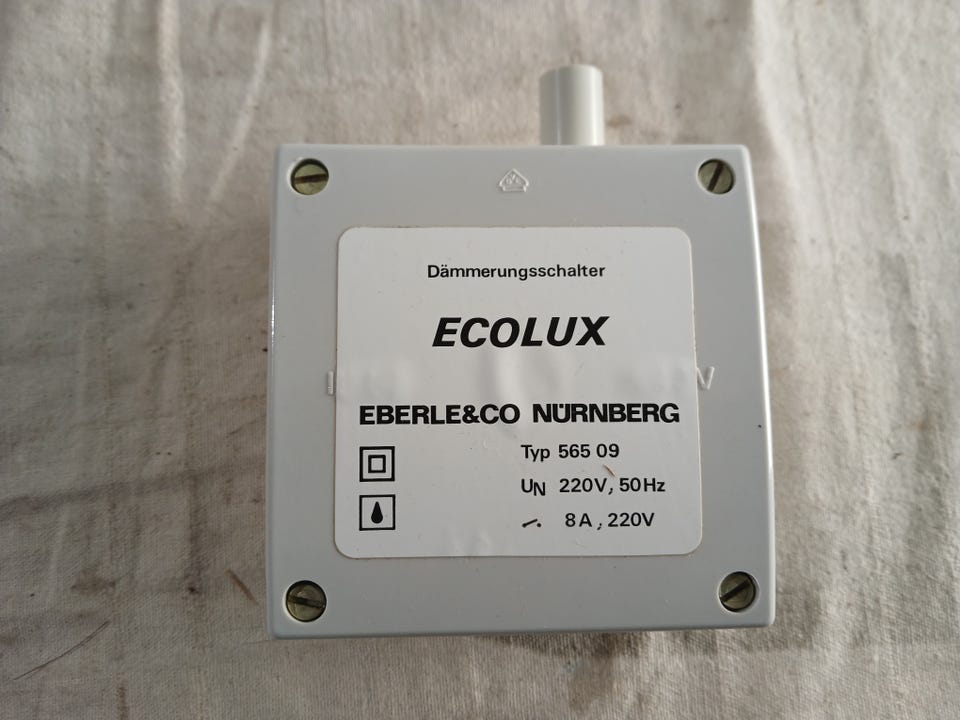 Dämmerungsschalter
ECOLUX
EBERLE&CO NÜRNBERG
Typ 565 09
UN 220V, 50Hz
8A, 220V